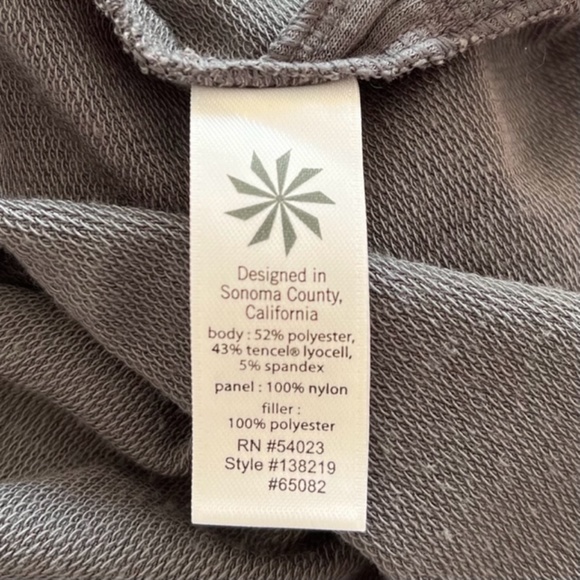 Designed in
Sonoma County,
California
body : 52% polyester,
43% tencel® lyocell,
5% spandex
panel : 100% nylon
filler :
100% polyester
RN #54023
Style #138219
#65082